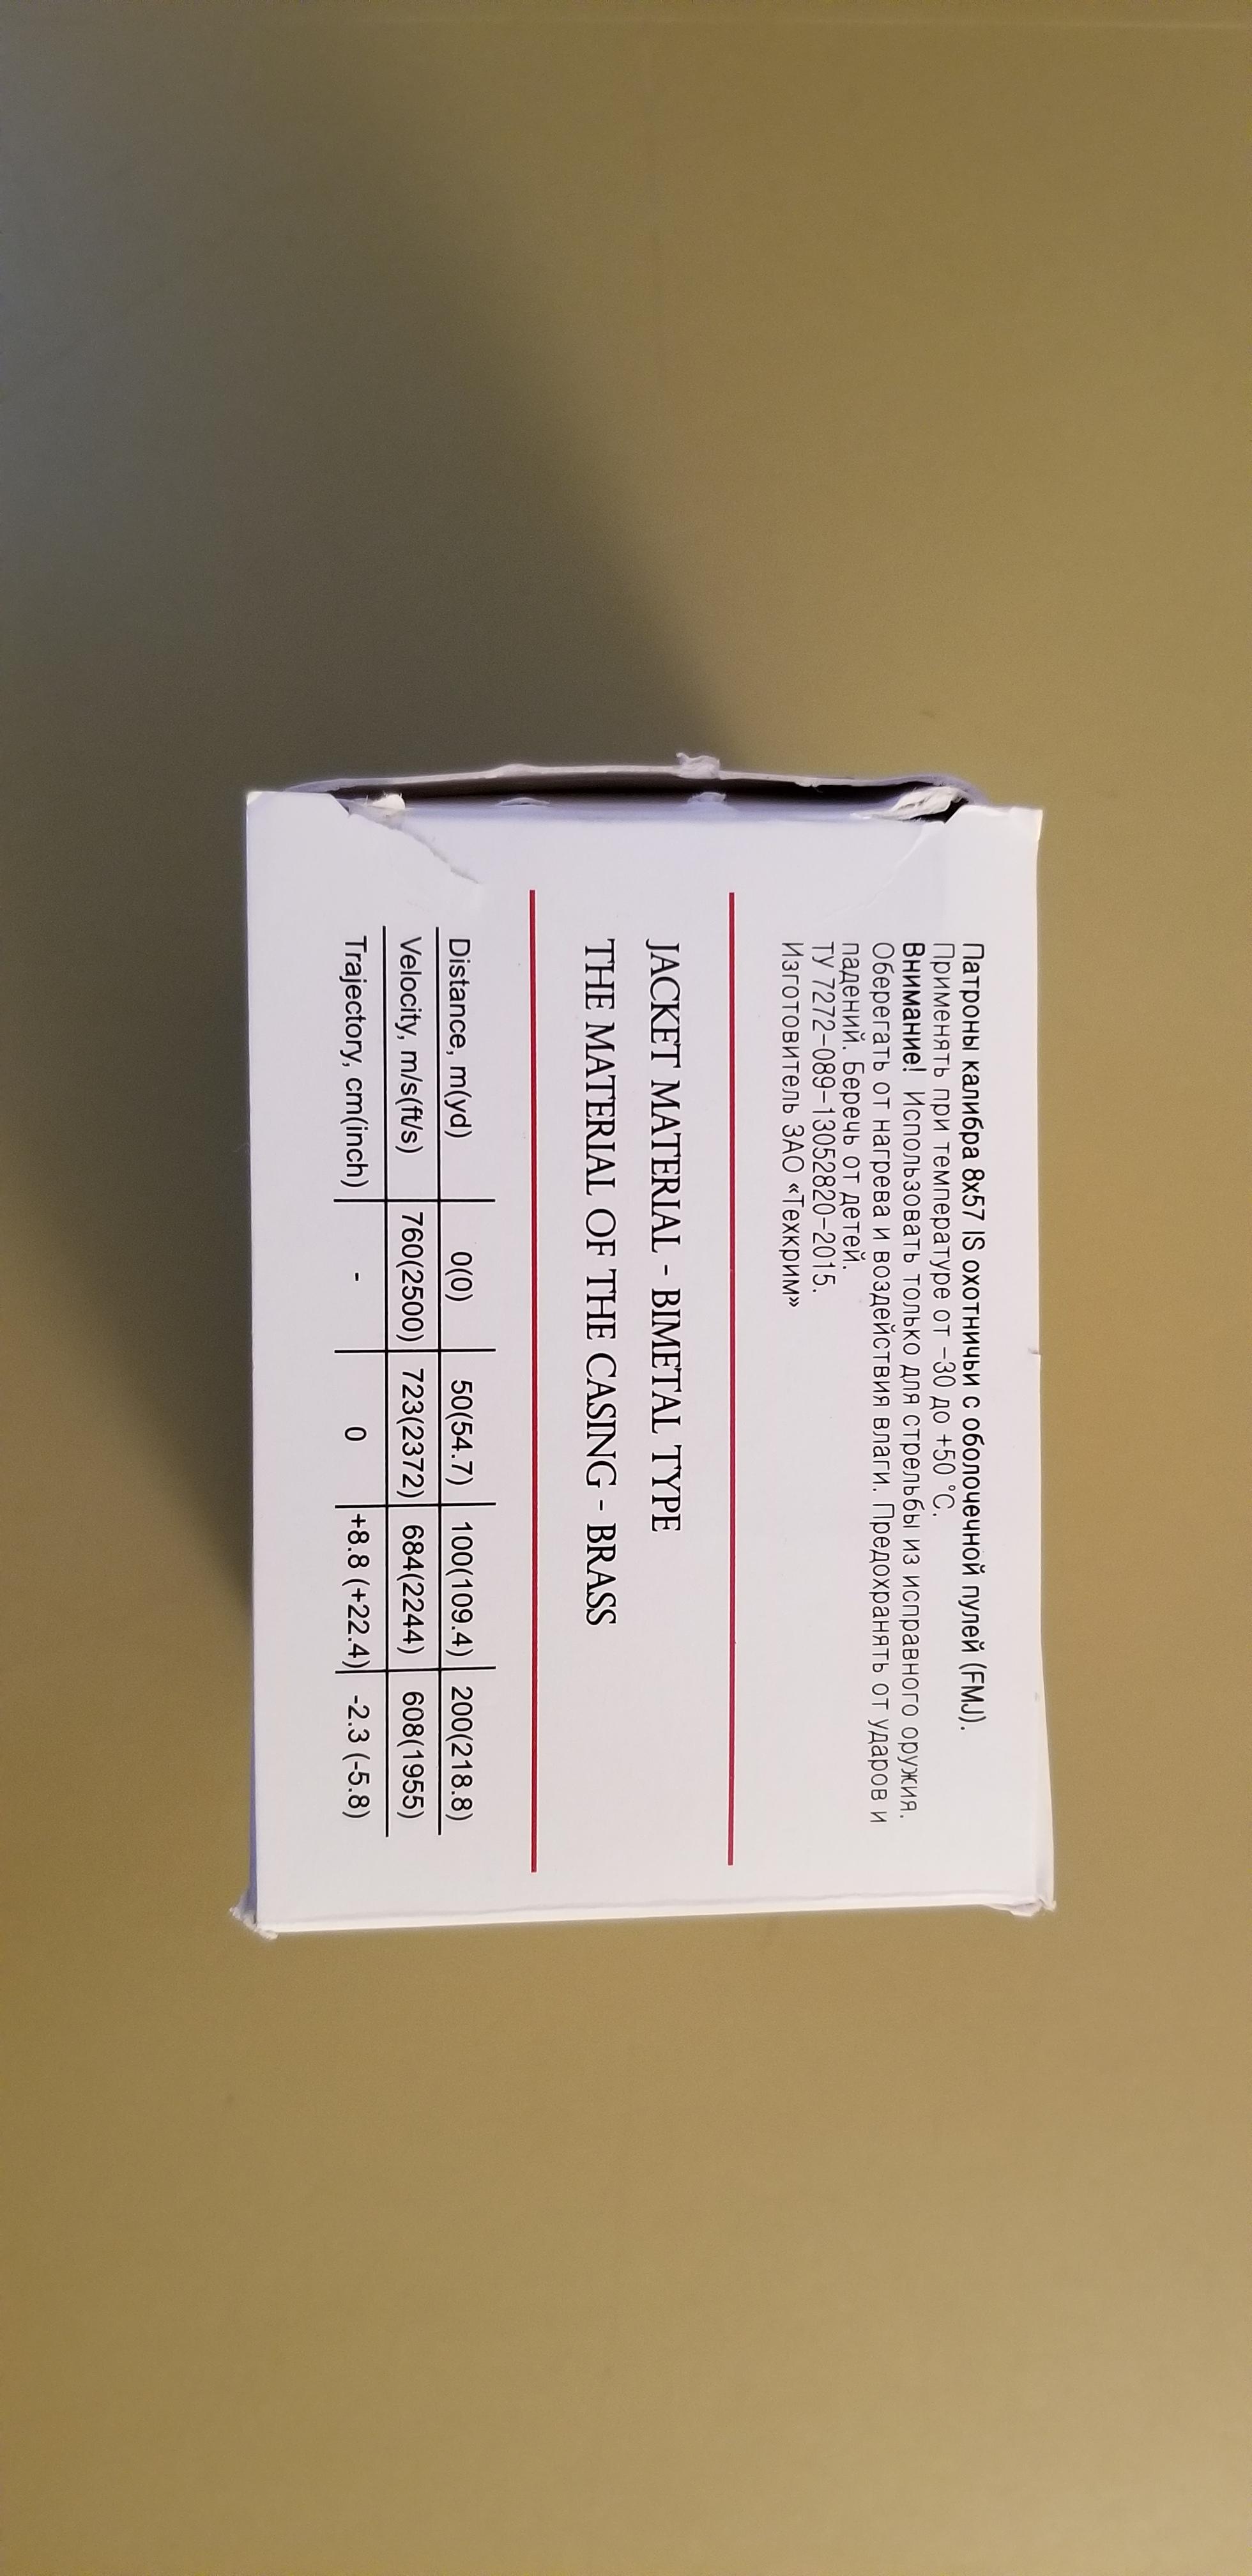 Патроны калибра 8х57 IS охотничьи с оболочечной пулей (FMJ).
Применять при температуре от -30 до +50 °С.
Внимание! Использовать только для стрельбы из исправного оружия.
Оберегать от нагрева и воздействия влаги. Предохранять от ударов и
падений. Беречь от детей.
ТУ 7272-089-13052820-2015.
Изготовитель ЗАО «Техкрим»
JACKET MATERIAL - BIMETAL TYPE
THE MATERIAL OF THE CASING - BRASS
Distance, m(yd) 0(0) 50(54.7) 100(109.4) 200(218.8)
Velocity, m/s(ft/s) 760(2500) 723(2372) 684(2244) 608(1955)
Trajectory, cm(inch) - 0 +8.8 (+22.4) -2.3 (-5.8)